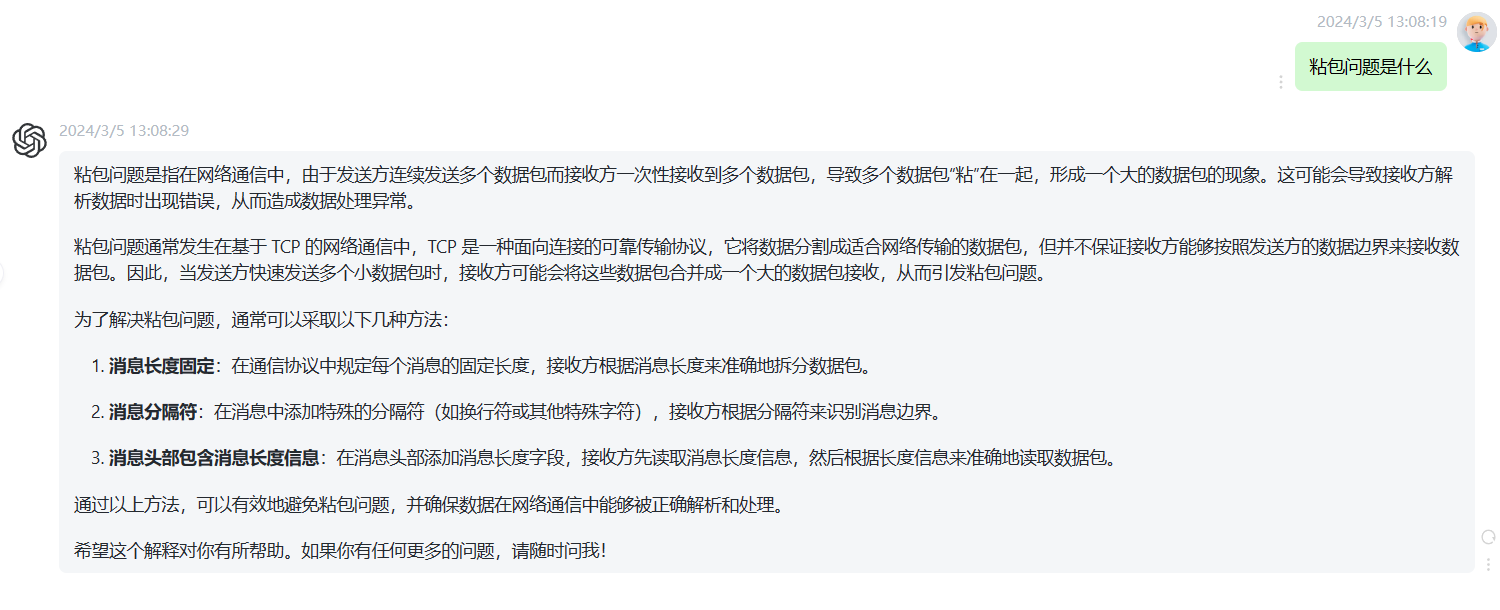 2024/3/5 13:08:19
粘包问题是什么
2024/3/5 13:08:29
粘包问题是指在网络通信中，由于发送方连续发送多个数据包而接收方一次性接收到多个数据包，导致多个数据包“粘”在一起，形成一个大的数据包的现象。这可能会导致接收方解
析数据时出现错误，从而造成数据处理异常。
粘包问题通常发生在基于 TCP 的网络通信中，TCP 是一种面向连接的可靠传输协议，它将数据分割成适合网络传输的数据包，但并不保证接收方能够按照发送方的数据边界来接收数
据包。因此，当发送方快速发送多个小数据包时，接收方可能会将这些数据包合并成一个大的数据包接收，从而引发粘包问题。
为了解决粘包问题，通常可以采取以下几种方法：
1. 消息长度固定：在通信协议中规定每个消息的固定长度，接收方根据消息长度来准确地拆分数据包。
2. 消息分隔符：在消息中添加特殊的分隔符（如换行符或其他特殊字符），接收方根据分隔符来识别消息边界。
3. 消息头部包含消息长度信息：在消息头部添加消息长度字段，接收方先读取消息长度信息，然后根据长度信息来准确地读取数据包。
通过以上方法，可以有效地避免粘包问题，并确保数据在网络通信中能够被正确解析和处理。
希望这个解释对你有所帮助。如果你有任何更多的问题，请随时问我！